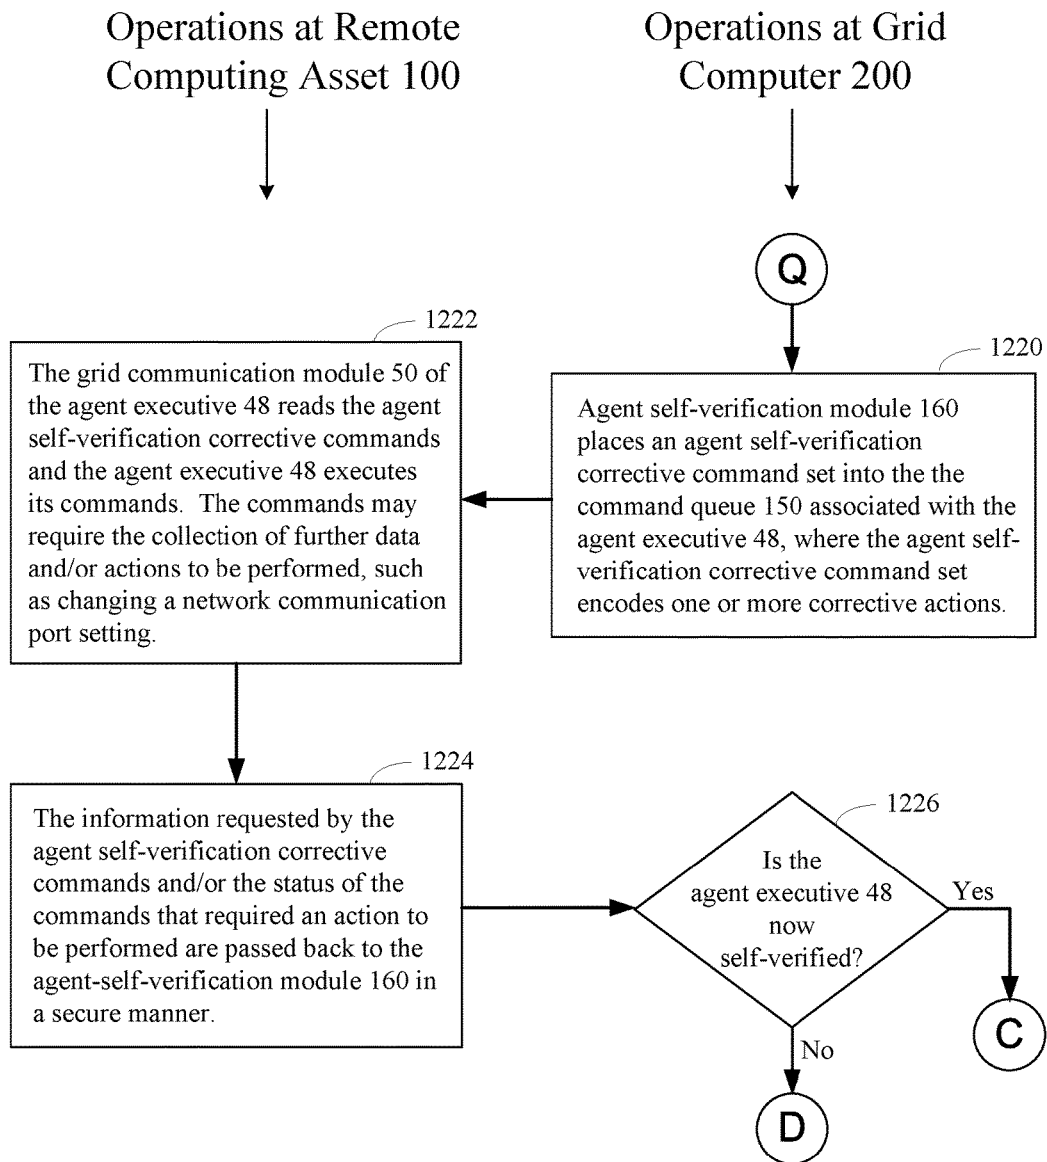 Operations at Remote
Computing Asset 100
Operations at Grid
Computer 200
Q
1220
Agent self-verification module 160
places an agent self-verification
corrective command set into the the
command queue 150 associated with the
agent executive 48, where the agent self-
verification corrective command set
encodes one or more corrective actions.
1222
The grid communication module 50 of
the agent executive 48 reads the agent
self-verification corrective commands
and the agent executive 48 executes
its commands.  The commands may
require the collection of further data
and/or actions to be performed, such
as changing a network communication
port setting.
1224
The information requested by the
agent self-verification corrective
commands and/or the status of the
commands that required an action to
be performed are passed back to the
agent-self-verification module 160 in
a secure manner.
1226
Is the
agent executive 48
now
self-verified?
Yes
C
No
D